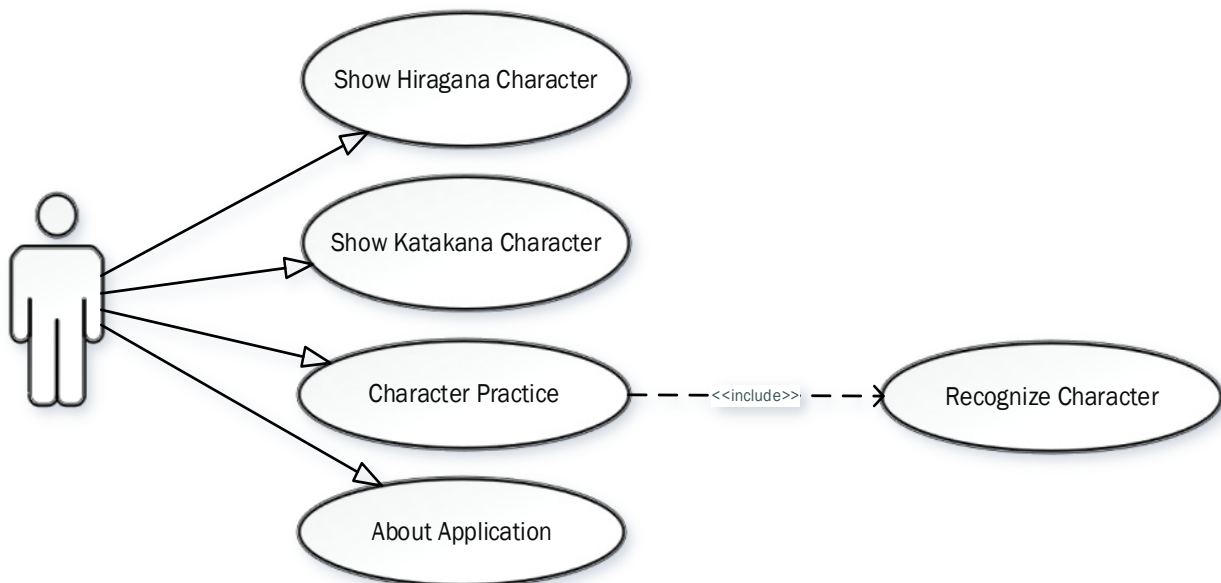 Show Hiragana Character
Show Katakana Character
Character Practice
<<include>>
Recognize Character
About Application